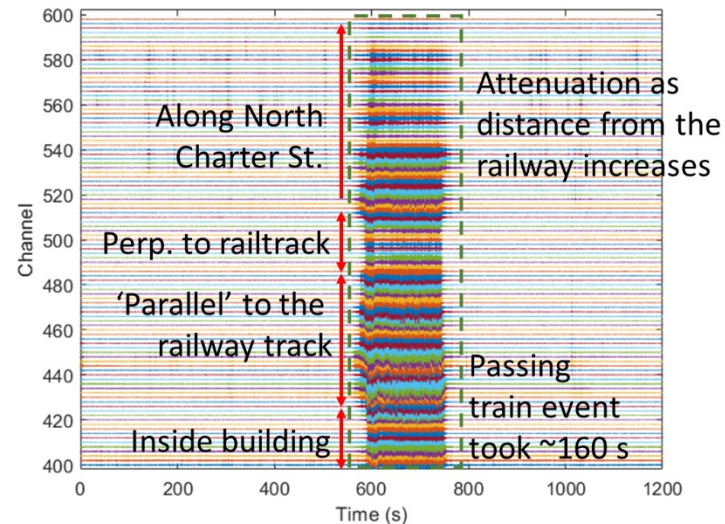 600
580
560
540
520
500
480
460
440
420
400
Channel
Along North
Charter St.
Perp. to railtrack
'Parallel' to the
railway track
Inside building
Attenuation as
distance from the
railway increases
Passing
train event
took ~160 s
0
200
400
600
800
1000
1200
Time (s)